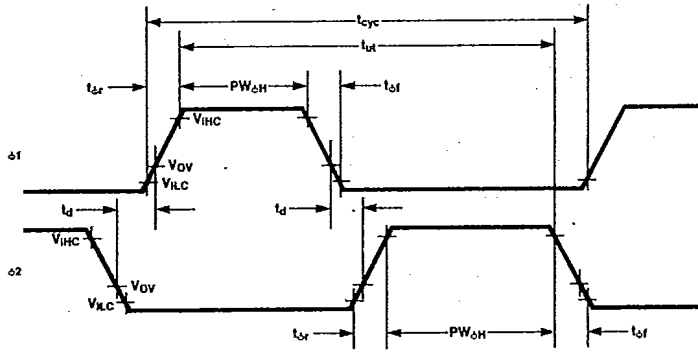 tcyc
tut
tϕr
PWϕH
tϕf
VIHC
ϕ1
VOV
VILC
td
td
VIHC
ϕ2
VOV
VILC
tϕr
PWϕH
tϕf